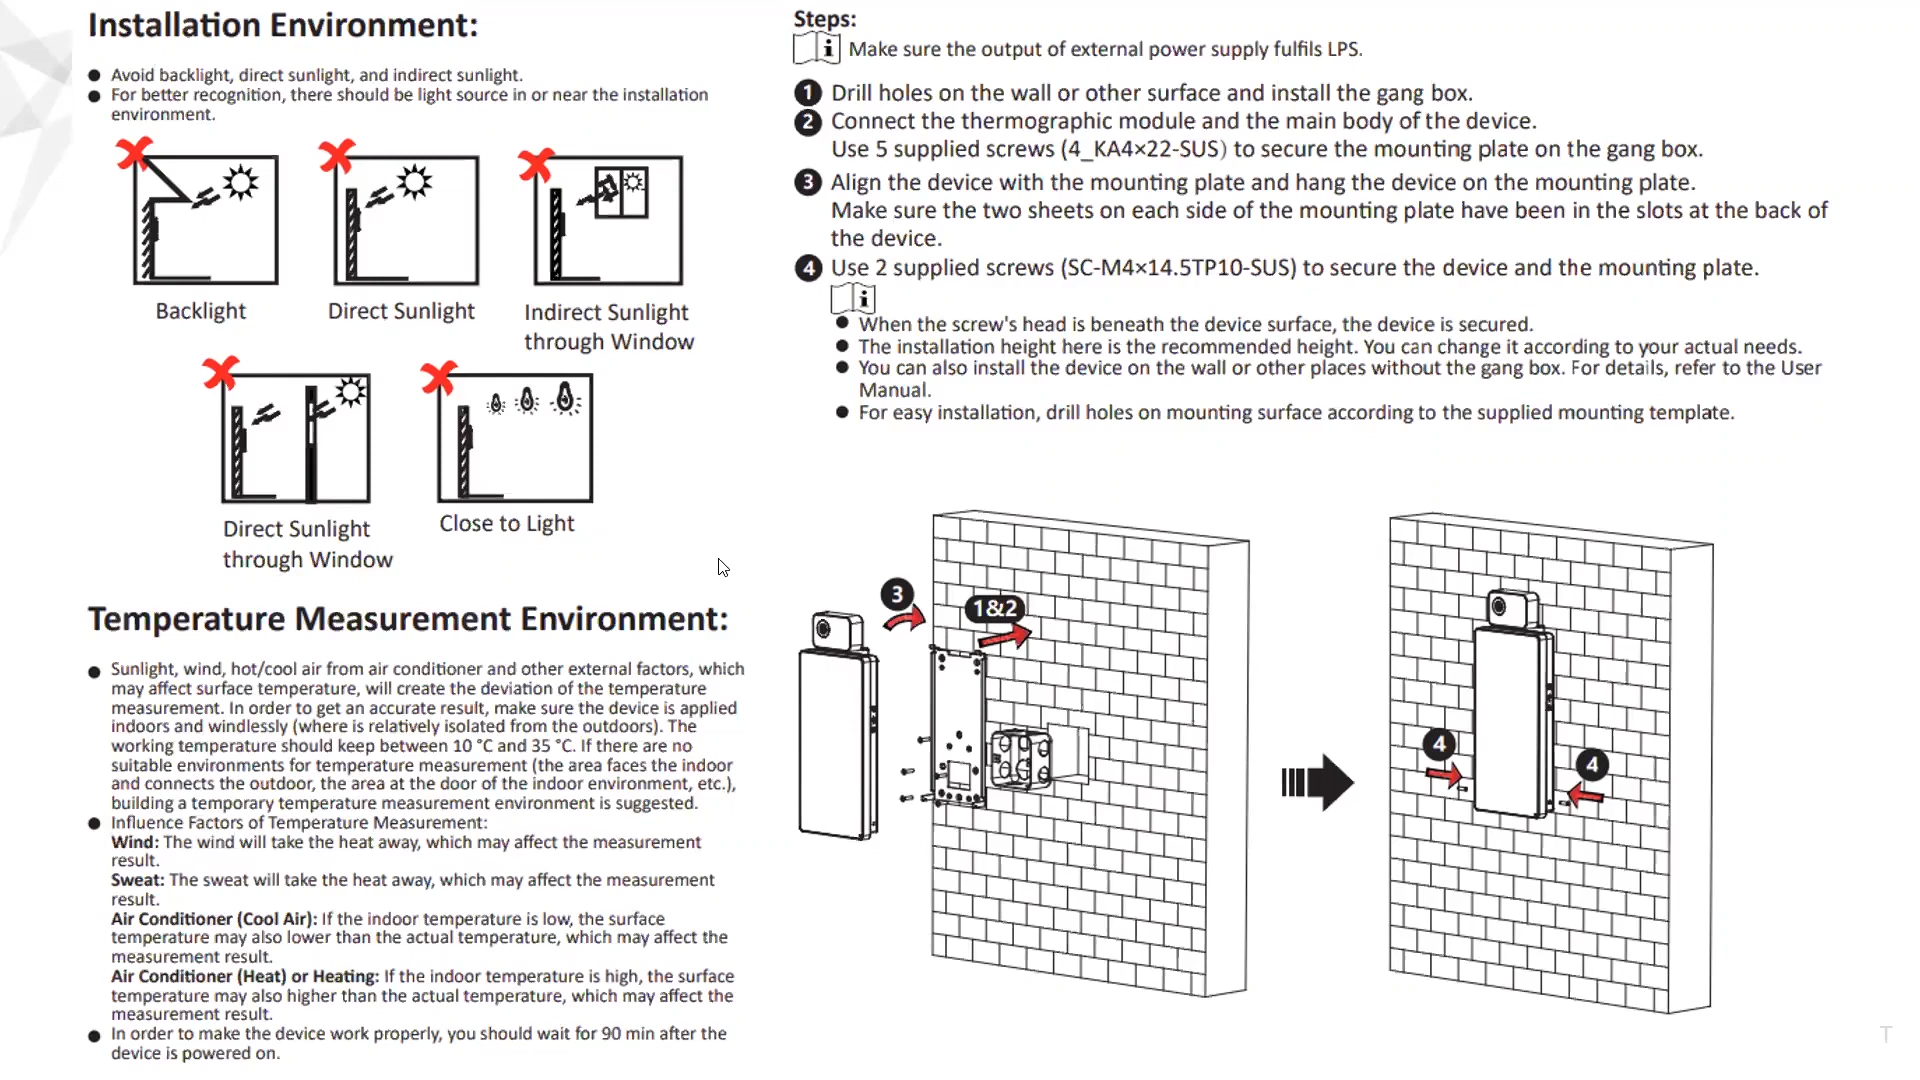 Installation Environment:
● Avoid backlight, direct sunlight, and indirect sunlight.
● For better recognition, there should be light source in or near the installation
environment.
Backlight
Direct Sunlight
Indirect Sunlight
through Window
Direct Sunlight
through Window
Close to Light
Temperature Measurement Environment:
● Sunlight, wind, hot/cool air from air conditioner and other external factors, which
may affect surface temperature, will create the deviation of the temperature
measurement. In order to get an accurate result, make sure the device is applied
indoors and windlessly (where is relatively isolated from the outdoors). The
working temperature should keep between 10 °C and 35 °C. If there are no
suitable environments for temperature measurement (the area faces the indoor
and connects the outdoor, the area at the door of the indoor environment, etc.),
building a temporary temperature measurement environment is suggested.
● Influence Factors of Temperature Measurement:
Wind: The wind will take the heat away, which may affect the measurement
result.
Sweat: The sweat will take the heat away, which may affect the measurement
result.
Air Conditioner (Cool Air): If the indoor temperature is low, the surface
temperature may also lower than the actual temperature, which may affect the
measurement result.
Air Conditioner (Heat) or Heating: If the indoor temperature is high, the surface
temperature may also higher than the actual temperature, which may affect the
measurement result.
● In order to make the device work properly, you should wait for 90 min after the
device is powered on.
Steps:
i Make sure the output of external power supply fulfils LPS.
1 Drill holes on the wall or other surface and install the gang box.
2 Connect the thermographic module and the main body of the device.
Use 5 supplied screws (4_KA4×22-SUS) to secure the mounting plate on the gang box.
3 Align the device with the mounting plate and hang the device on the mounting plate.
Make sure the two sheets on each side of the mounting plate have been in the slots at the back of
the device.
4 Use 2 supplied screws (SC-M4×14.5TP10-SUS) to secure the device and the mounting plate.
i
● When the screw's head is beneath the device surface, the device is secured.
● The installation height here is the recommended height. You can change it according to your actual needs.
● You can also install the device on the wall or other places without the gang box. For details, refer to the User
Manual.
● For easy installation, drill holes on mounting surface according to the supplied mounting template.
3
1&2
4
4
T